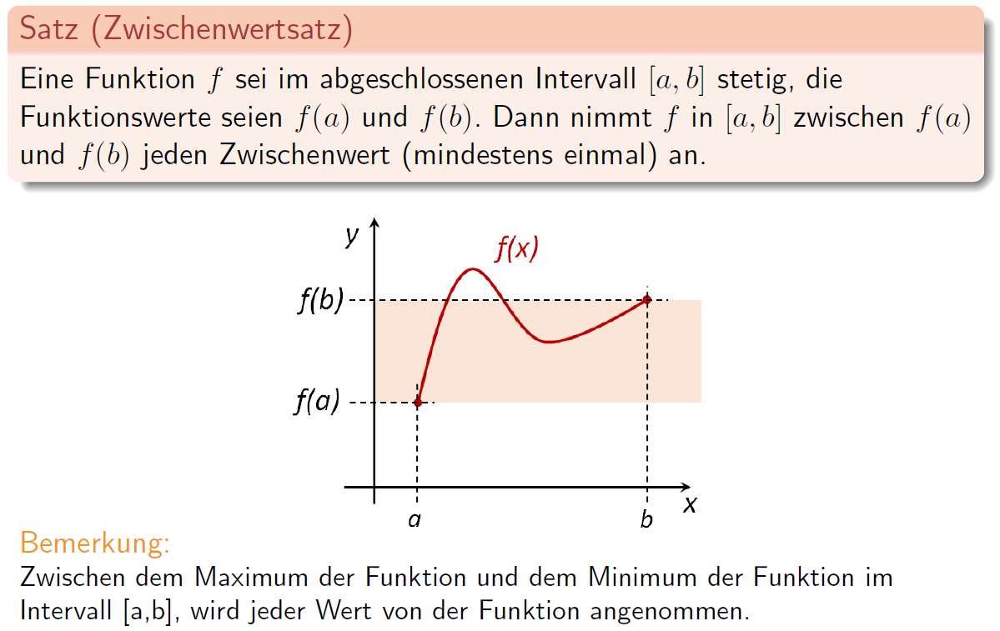 Satz (Zwischenwertsatz)
Eine Funktion f sei im abgeschlossenen Intervall [a, b] stetig, die
Funktionswerte seien f(a) und f(b). Dann nimmt f in [a, b] zwischen f(a)
und f(b) jeden Zwischenwert (mindestens einmal) an.
y
f(x)
f(b)
f(a)
x
a
b
Bemerkung:
Zwischen dem Maximum der Funktion und dem Minimum der Funktion im
Intervall [a,b], wird jeder Wert von der Funktion angenommen.